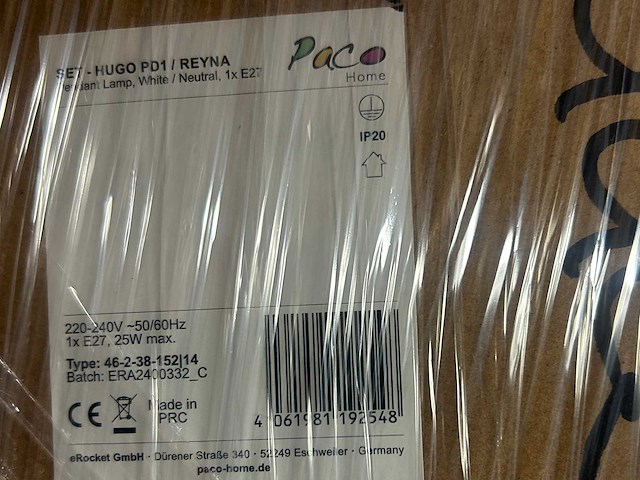 SET - HUGO PD1 / REYNA
Pendant Lamp, White / Neutral, 1x E27
Paco
Home
IP20
220-240V ~50/60Hz
1x E27, 25W max.
Type: 46-2-38-152|14
Batch: ERA2400332_C
CE
Made in
PRC
4 061981 192548
eRocket GmbH · Dürener Straße 340 · 52249 Eschweiler · Germany
paco-home.de